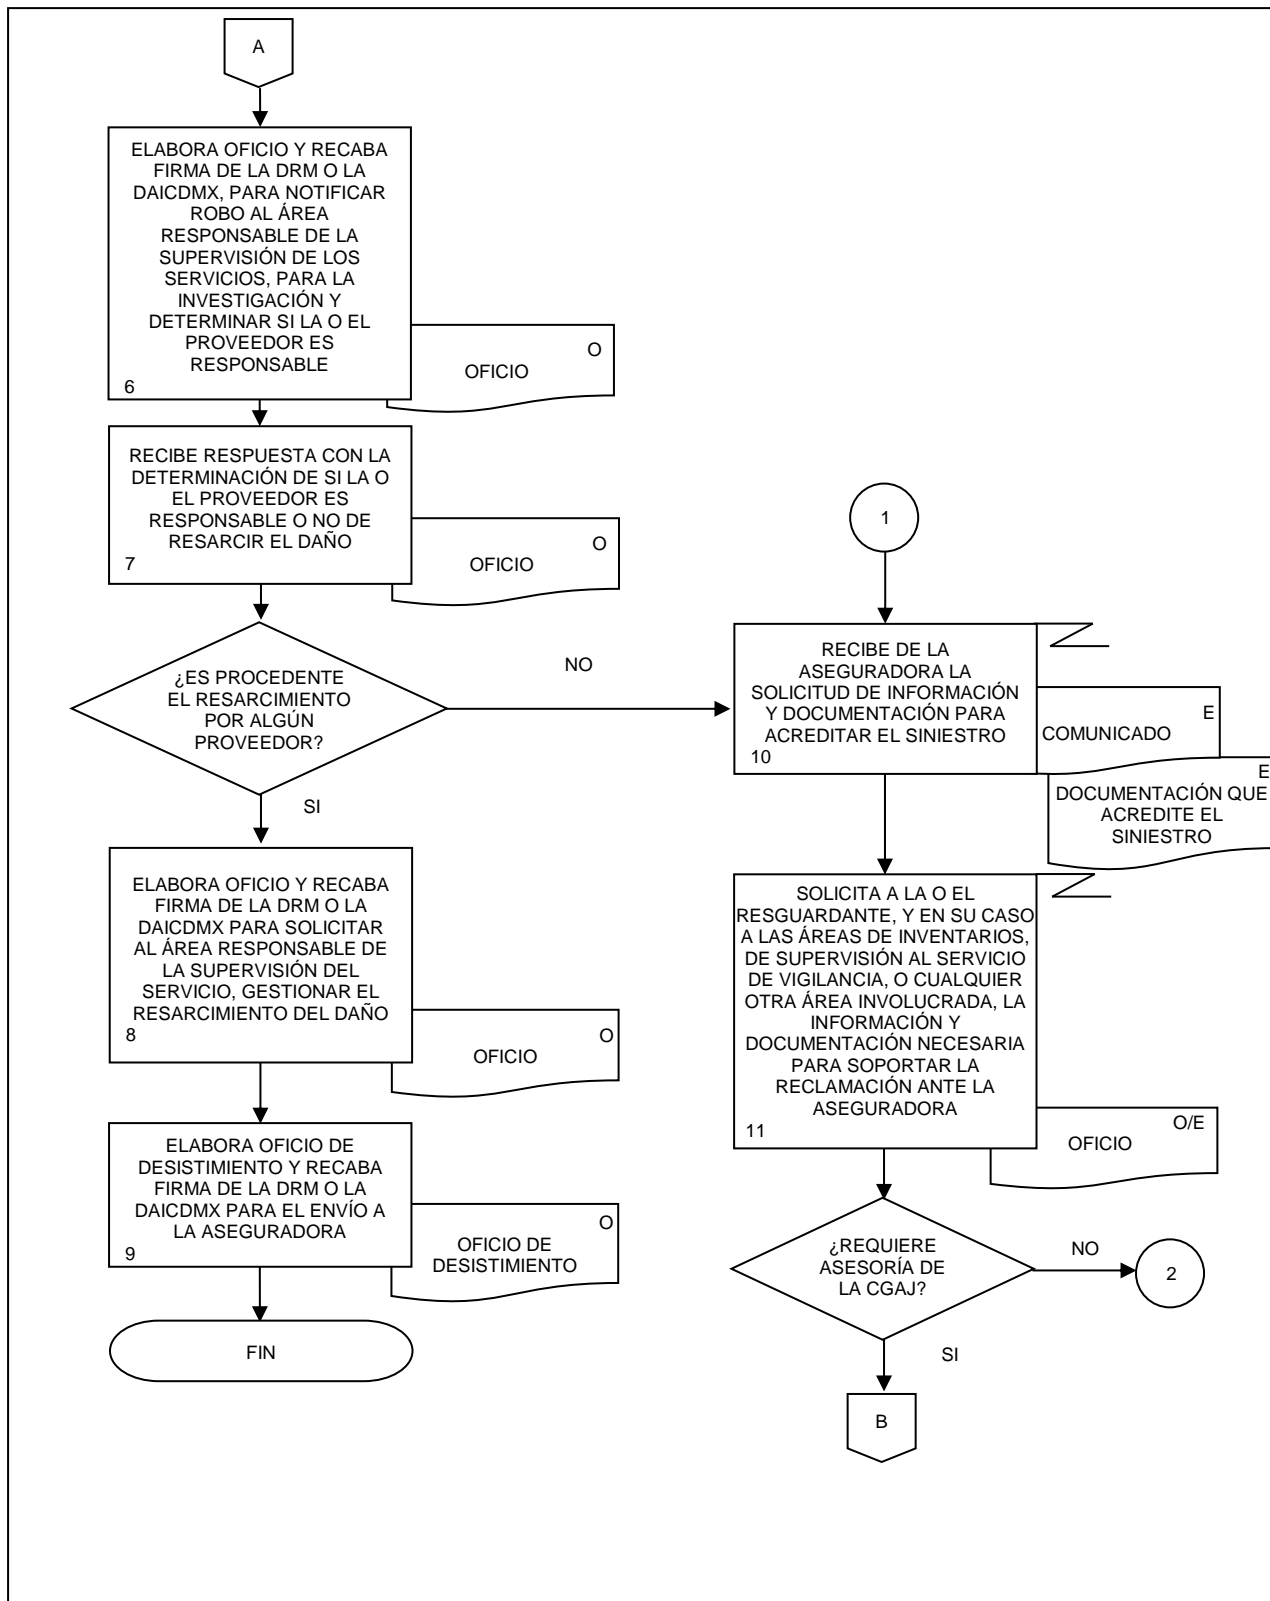 A
ELABORA OFICIO Y RECABA
FIRMA DE LA DRM O LA
DAICDMX, PARA NOTIFICAR
ROBO AL ÁREA
RESPONSABLE DE LA
SUPERVISIÓN DE LOS
SERVICIOS, PARA LA
INVESTIGACIÓN Y
DETERMINAR SI LA O EL
PROVEEDOR ES
RESPONSABLE
6
O
OFICIO
RECIBE RESPUESTA CON LA
DETERMINACIÓN DE SI LA O
EL PROVEEDOR ES
RESPONSABLE O NO DE
RESARCIR EL DAÑO
7
O
OFICIO
¿ES PROCEDENTE
EL RESARCIMIENTO
POR ALGÚN
PROVEEDOR?
NO
SI
ELABORA OFICIO Y RECABA
FIRMA DE LA DRM O LA
DAICDMX PARA SOLICITAR
AL ÁREA RESPONSABLE DE
LA SUPERVISIÓN DEL
SERVICIO, GESTIONAR EL
RESARCIMIENTO DEL DAÑO
8
O
OFICIO
ELABORA OFICIO DE
DESISTIMIENTO Y RECABA
FIRMA DE LA DRM O LA
DAICDMX PARA EL ENVÍO A
LA ASEGURADORA
9
O
OFICIO DE
DESISTIMIENTO
FIN
1
RECIBE DE LA
ASEGURADORA LA
SOLICITUD DE INFORMACIÓN
Y DOCUMENTACIÓN PARA
ACREDITAR EL SINIESTRO
10
E
COMUNICADO
E
DOCUMENTACIÓN QUE
ACREDITE EL
SINIESTRO
SOLICITA A LA O EL
RESGUARDANTE, Y EN SU CASO
A LAS ÁREAS DE INVENTARIOS,
DE SUPERVISIÓN AL SERVICIO
DE VIGILANCIA, O CUALQUIER
OTRA ÁREA INVOLUCRADA, LA
INFORMACIÓN Y
DOCUMENTACIÓN NECESARIA
PARA SOPORTAR LA
RECLAMACIÓN ANTE LA
ASEGURADORA
11
O/E
OFICIO
¿REQUIERE
ASESORÍA DE
LA CGAJ?
NO
2
SI
B